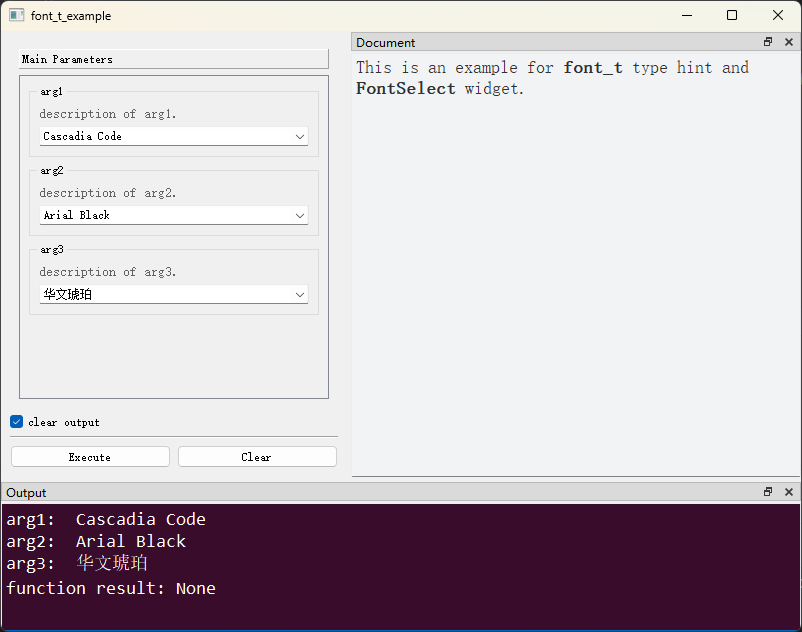 font_t_example
Main Parameters
arg1
description of arg1.
Cascadia Code
arg2
description of arg2.
Arial Black
arg3
description of arg3.
华文琥珀
clear output
Execute
Clear
Document
This is an example for font_t type hint and
FontSelect widget.
Output
arg1:  Cascadia Code
arg2:  Arial Black
arg3:  华文琥珀
function result: None